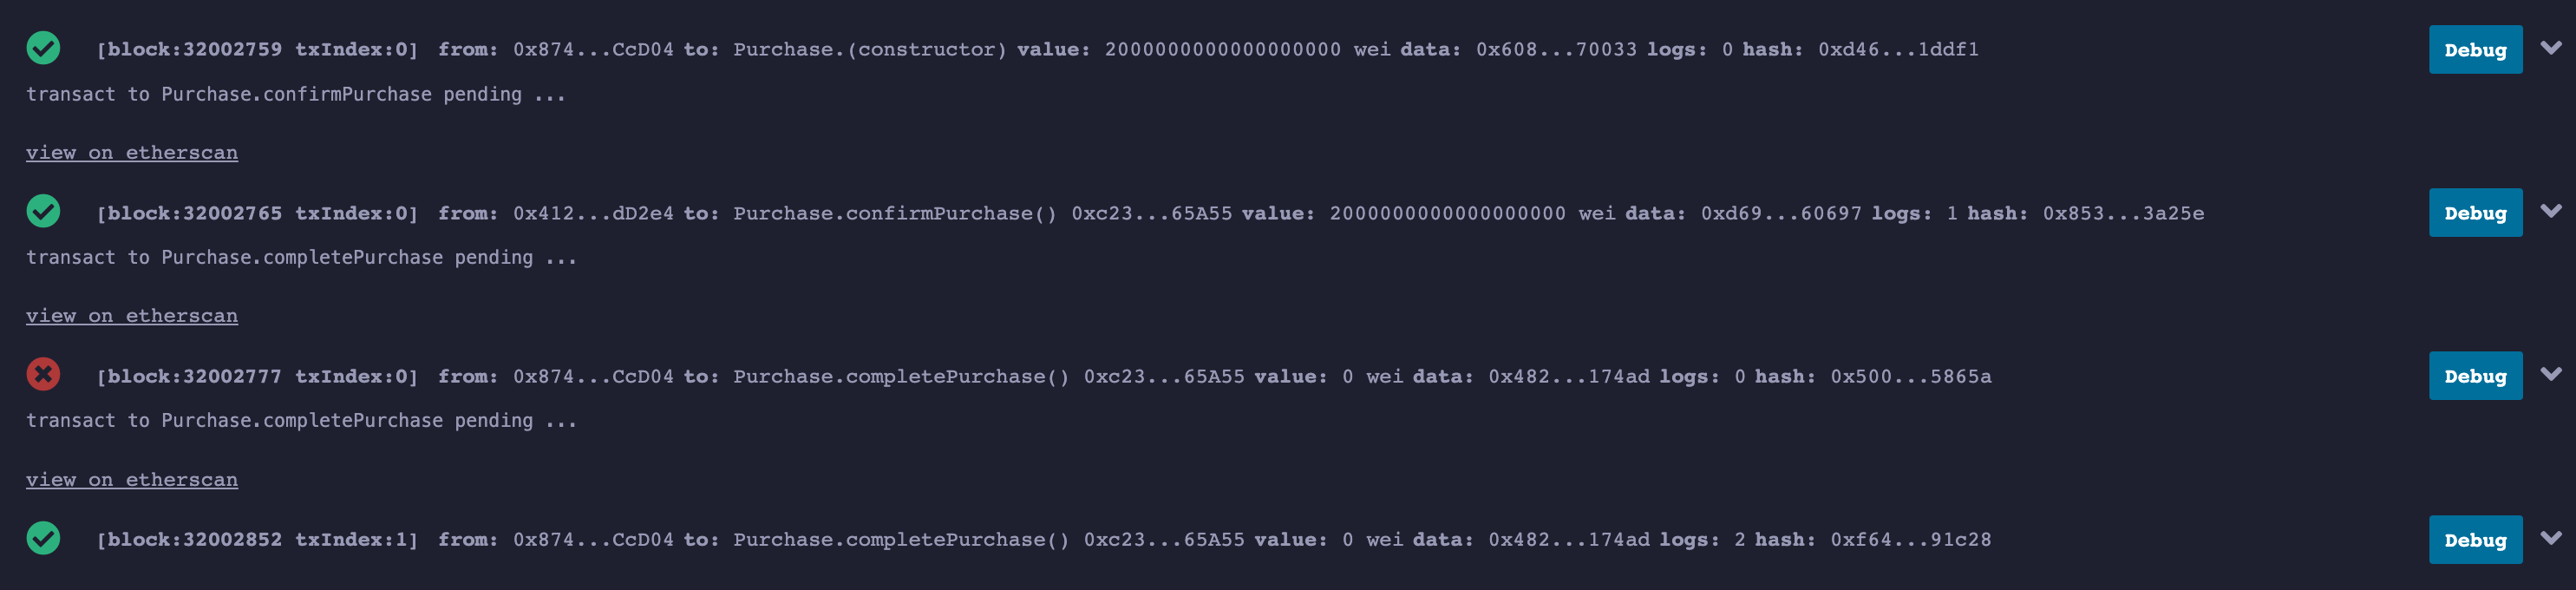 [block:32002759 txIndex:0] from: 0x874...CcD04 to: Purchase.(constructor) value: 2000000000000000000 wei data: 0x608...70033 logs: 0 hash: 0xd46...1ddf1 Debug
transact to Purchase.confirmPurchase pending ...
view on etherscan
[block:32002765 txIndex:0] from: 0x412...dD2e4 to: Purchase.confirmPurchase() 0xc23...65A55 value: 2000000000000000000 wei data: 0xd69...60697 logs: 1 hash: 0x853...3a25e Debug
transact to Purchase.completePurchase pending ...
view on etherscan
[block:32002777 txIndex:0] from: 0x874...CcD04 to: Purchase.completePurchase() 0xc23...65A55 value: 0 wei data: 0x482...174ad logs: 0 hash: 0x500...5865a Debug
transact to Purchase.completePurchase pending ...
view on etherscan
[block:32002852 txIndex:1] from: 0x874...CcD04 to: Purchase.completePurchase() 0xc23...65A55 value: 0 wei data: 0x482...174ad logs: 2 hash: 0xf64...91c28 Debug